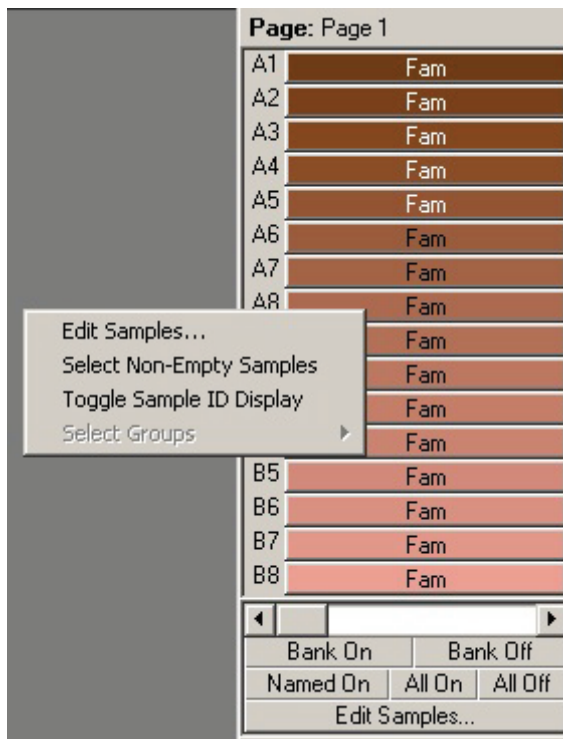 Page: Page 1
A1 Fam
A2 Fam
A3 Fam
A4 Fam
A5 Fam
A6 Fam
A7 Fam
A8 Fam
Fam
Fam
Fam
Fam
B5 Fam
B6 Fam
B7 Fam
B8 Fam
Edit Samples...
Select Non-Empty Samples
Toggle Sample ID Display
Select Groups
Bank On Bank Off
Named On All On All Off
Edit Samples...